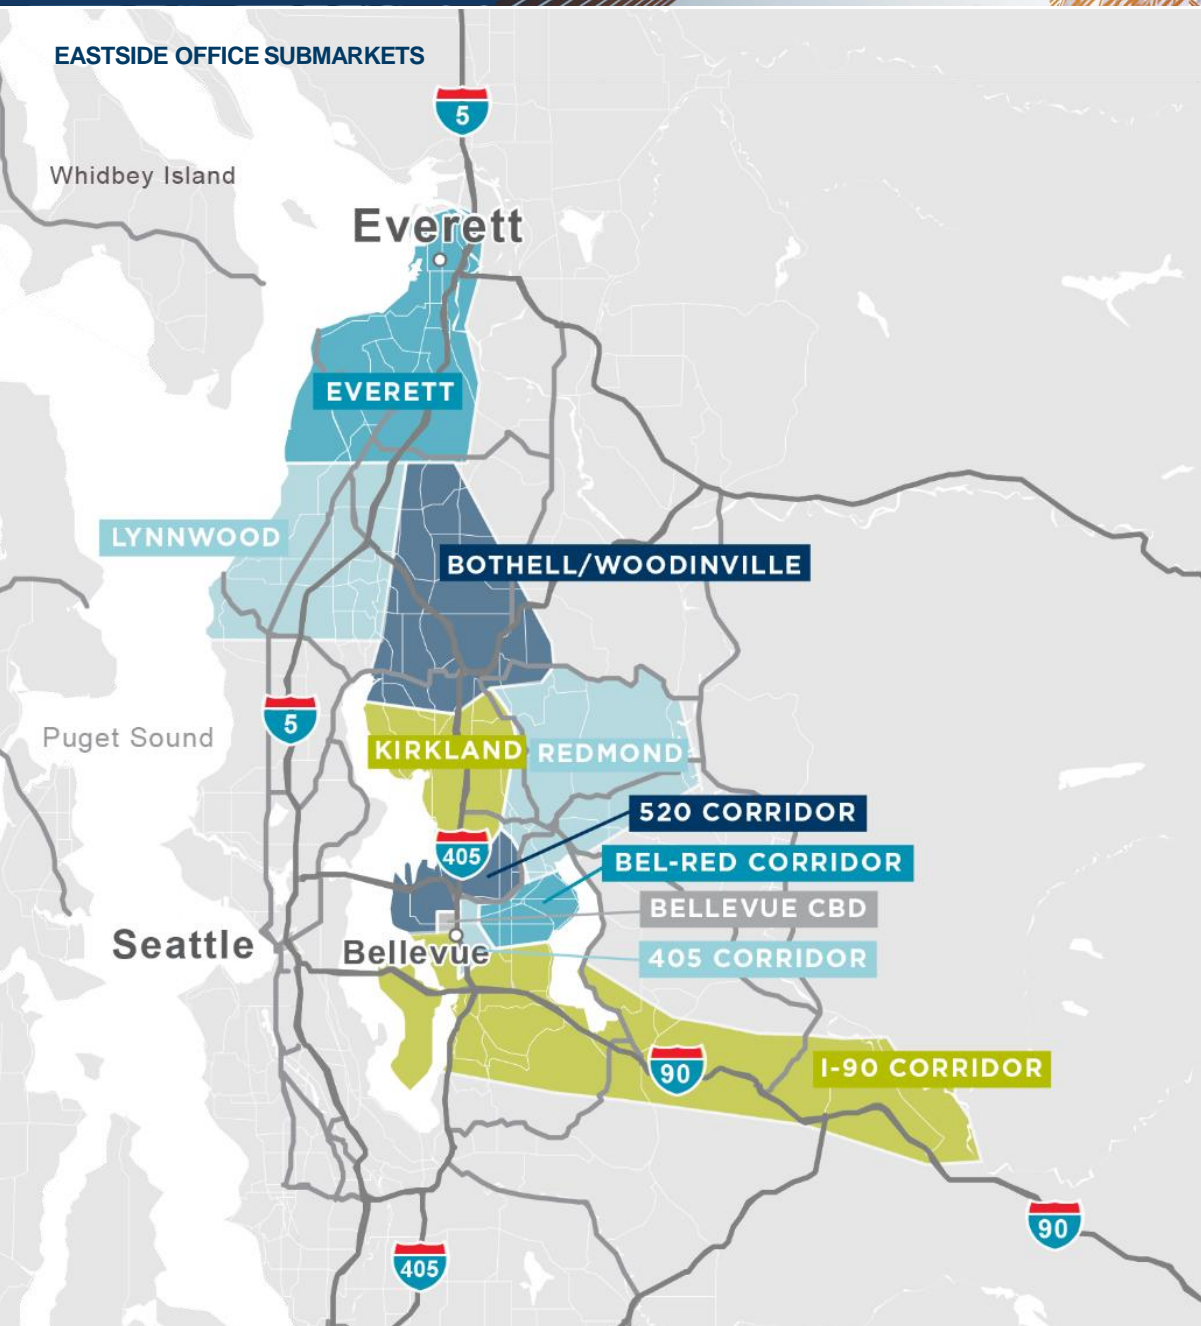 EASTSIDE OFFICE SUBMARKETS
5
Whidbey Island
Everett
EVERETT
LYNNWOOD
BOTHELL/WOODINVILLE
5
Puget Sound
KIRKLAND
REDMOND
520 CORRIDOR
405
BEL-RED CORRIDOR
BELLEVUE CBD
Seattle
Bellevue
405 CORRIDOR
90
I-90 CORRIDOR
90
405